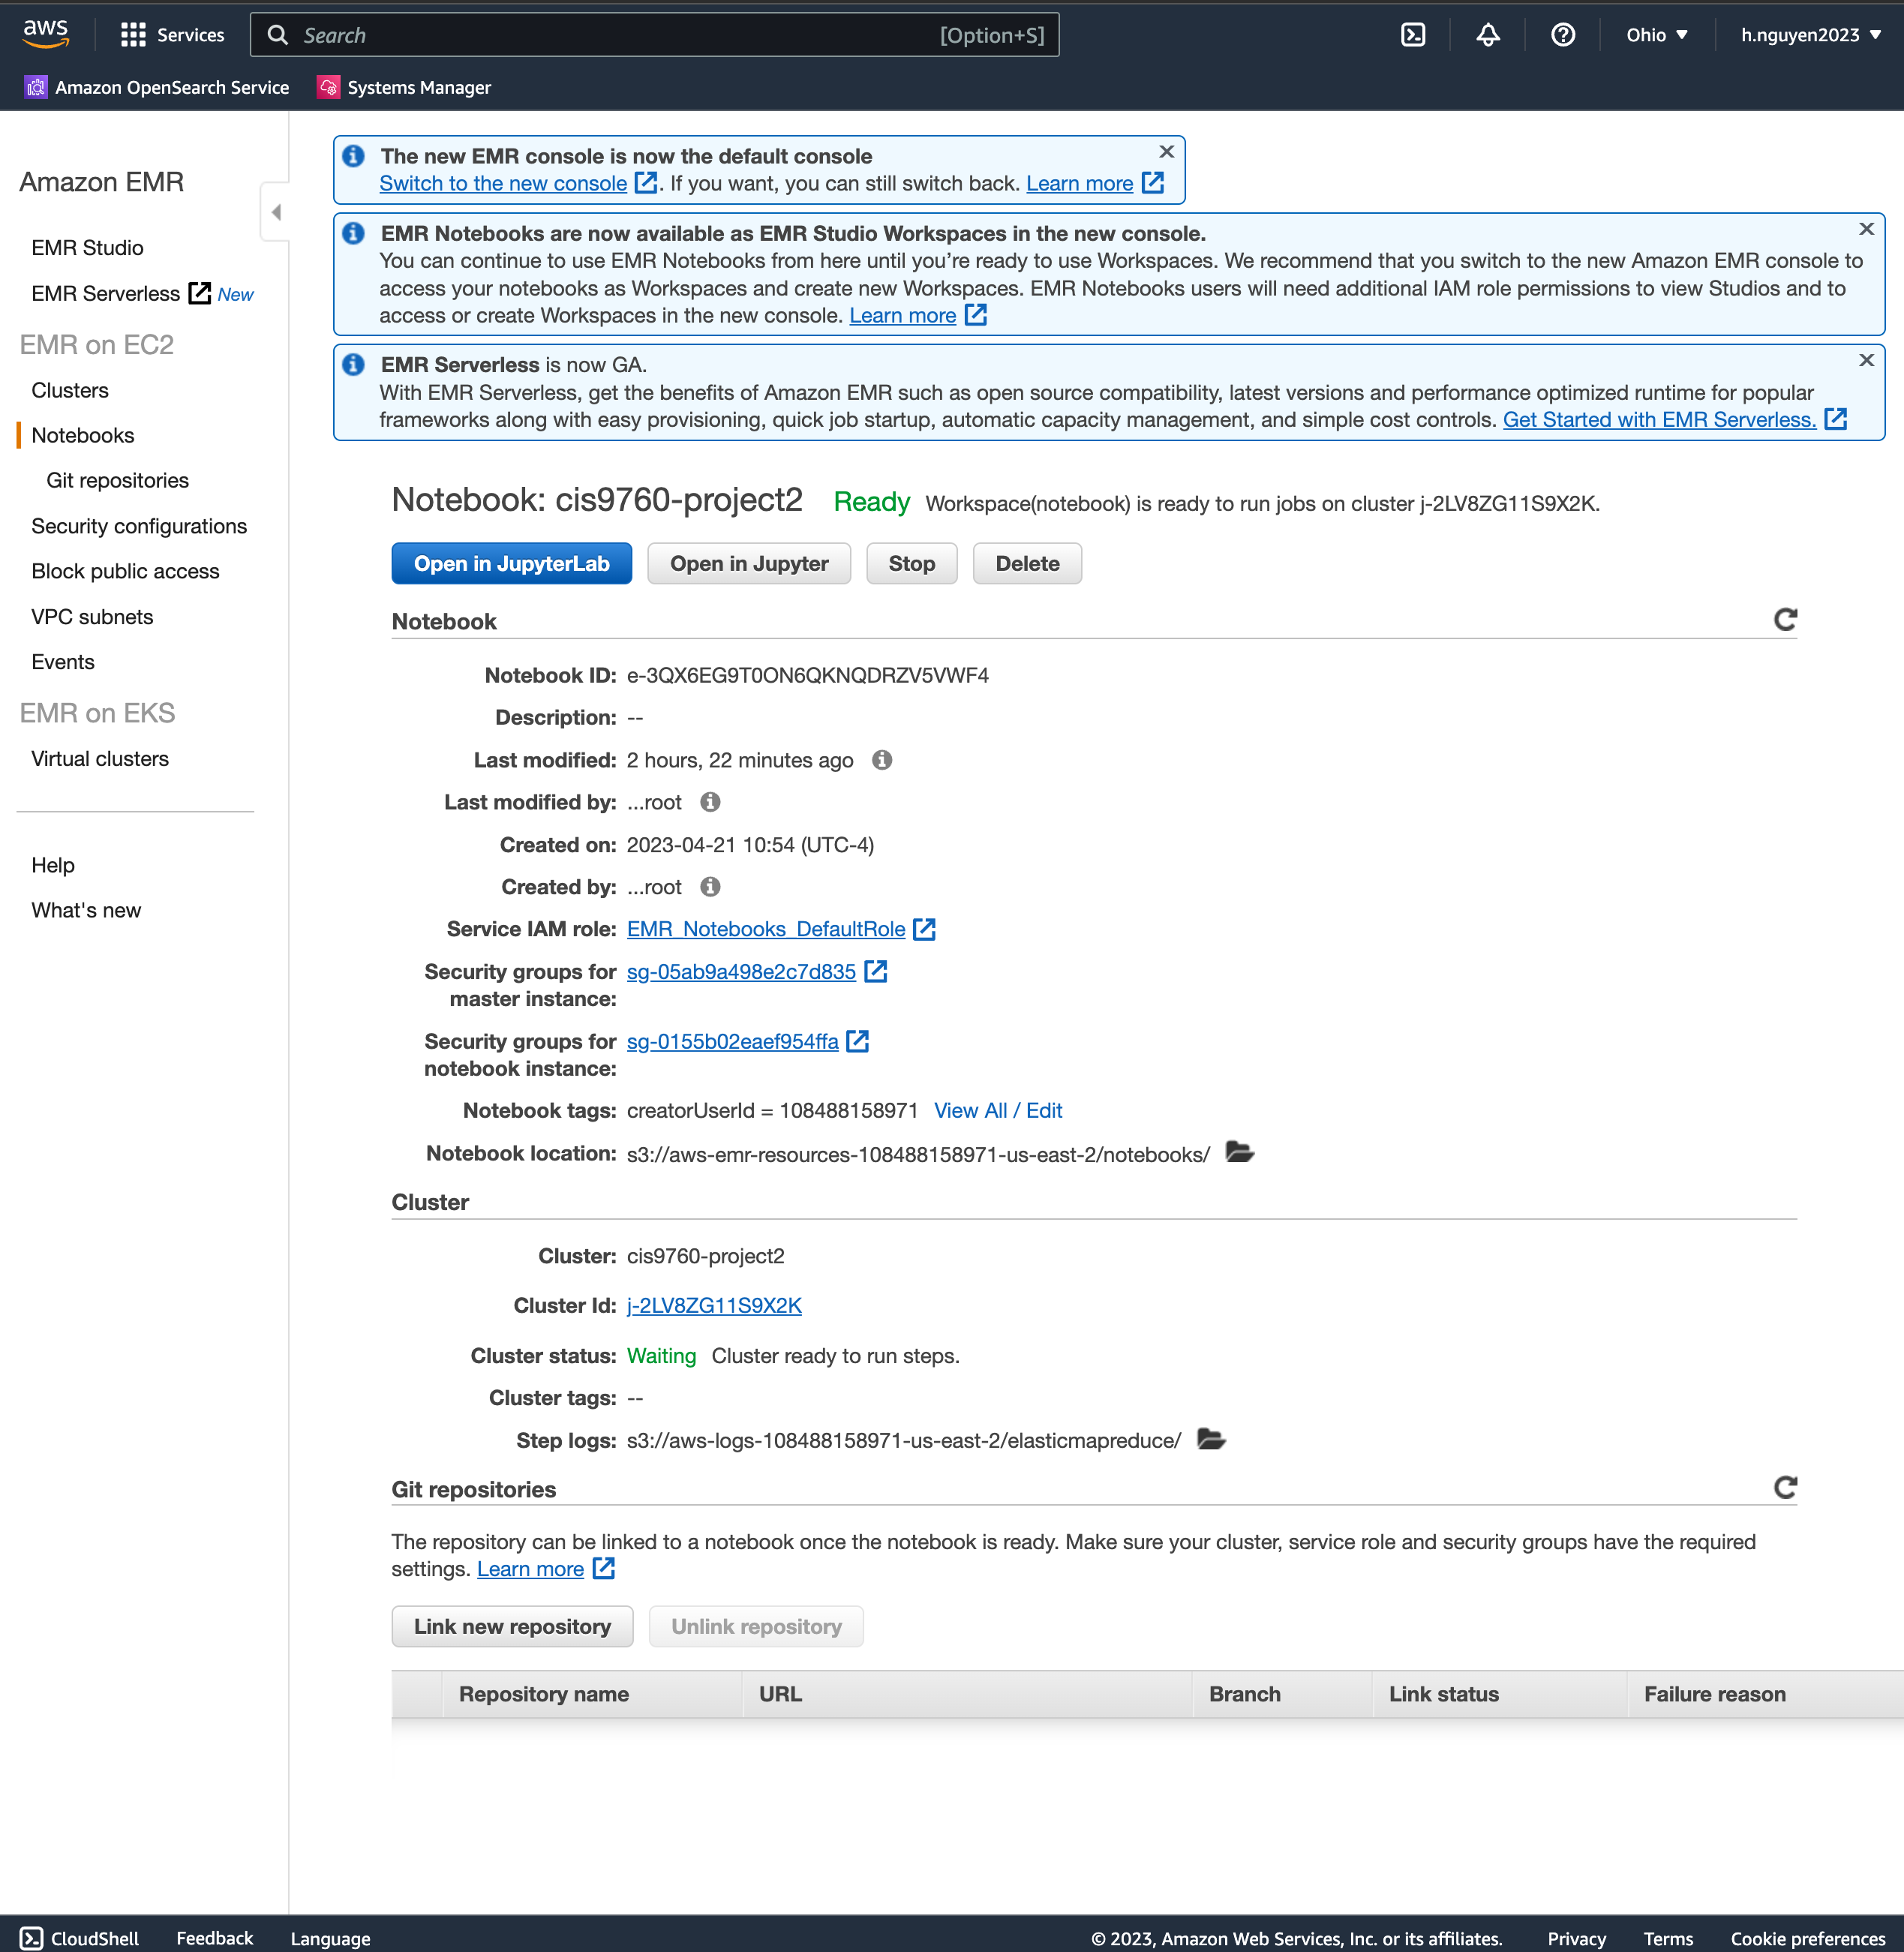 aws
Services
Search
[Option+S]
Ohio
h.nguyen2023
Amazon OpenSearch Service
Systems Manager
Amazon EMR
EMR Studio
EMR Serverless New
EMR on EC2
Clusters
Notebooks
Git repositories
Security configurations
Block public access
VPC subnets
Events
EMR on EKS
Virtual clusters
Help
What's new
The new EMR console is now the default console
Switch to the new console . If you want, you can still switch back. Learn more
EMR Notebooks are now available as EMR Studio Workspaces in the new console.
You can continue to use EMR Notebooks from here until you’re ready to use Workspaces. We recommend that you switch to the new Amazon EMR console to
access your notebooks as Workspaces and create new Workspaces. EMR Notebooks users will need additional IAM role permissions to view Studios and to
access or create Workspaces in the new console. Learn more
EMR Serverless is now GA.
With EMR Serverless, get the benefits of Amazon EMR such as open source compatibility, latest versions and performance optimized runtime for popular
frameworks along with easy provisioning, quick job startup, automatic capacity management, and simple cost controls. Get Started with EMR Serverless.
Notebook: cis9760-project2 Ready Workspace(notebook) is ready to run jobs on cluster j-2LV8ZG11S9X2K.
Open in JupyterLab
Open in Jupyter
Stop
Delete
Notebook
Notebook ID: e-3QX6EG9T0ON6QKNQDRZV5VWF4
Description: --
Last modified: 2 hours, 22 minutes ago
Last modified by: ...root
Created on: 2023-04-21 10:54 (UTC-4)
Created by: ...root
Service IAM role: EMR_Notebooks_DefaultRole
Security groups for sg-05ab9a498e2c7d835
master instance:
Security groups for sg-0155b02eaef954ffa
notebook instance:
Notebook tags: creatorUserId = 108488158971 View All / Edit
Notebook location: s3://aws-emr-resources-108488158971-us-east-2/notebooks/
Cluster
Cluster: cis9760-project2
Cluster Id: j-2LV8ZG11S9X2K
Cluster status: Waiting Cluster ready to run steps.
Cluster tags: --
Step logs: s3://aws-logs-108488158971-us-east-2/elasticmapreduce/
Git repositories
The repository can be linked to a notebook once the notebook is ready. Make sure your cluster, service role and security groups have the required
settings. Learn more
Link new repository
Unlink repository
Repository name
URL
Branch
Link status
Failure reason
CloudShell
Feedback
Language
© 2023, Amazon Web Services, Inc. or its affiliates.
Privacy
Terms
Cookie preferences